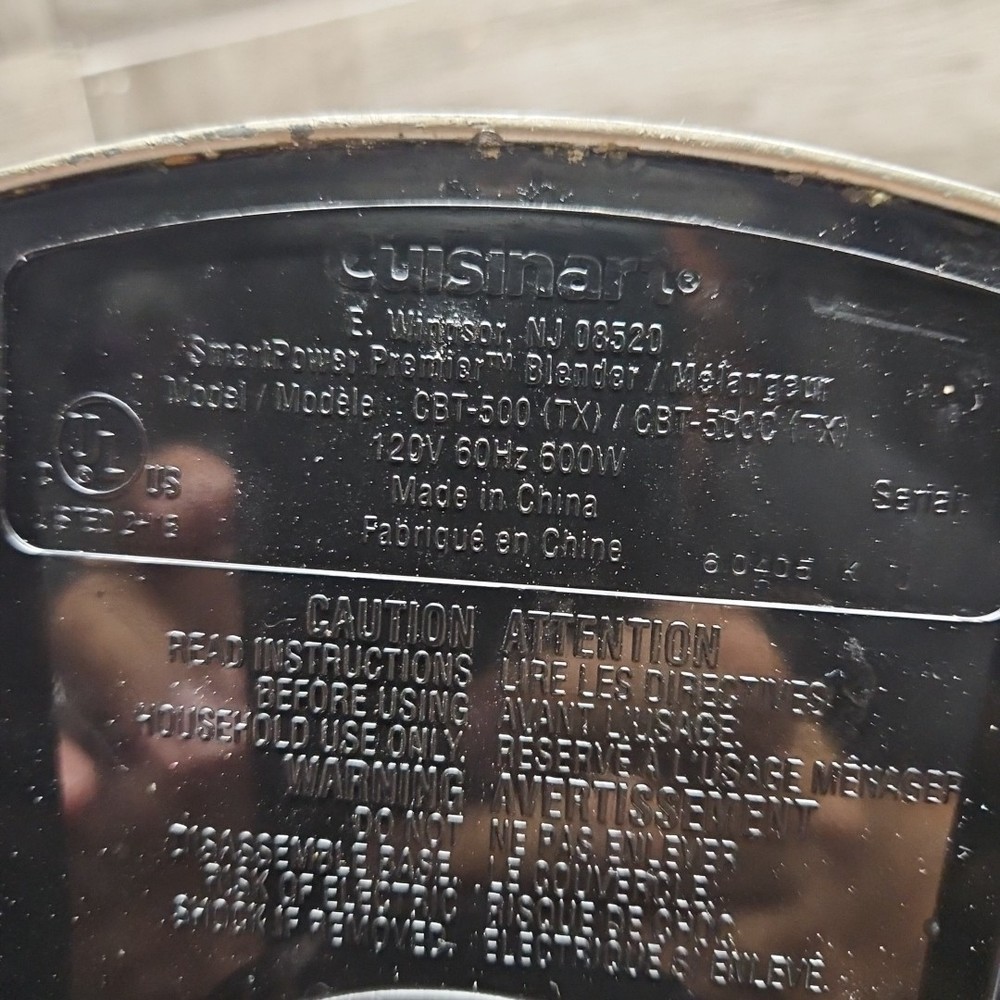 Cuisinart®
E. Windsor, NJ 08520
SmartPower Premier™ Blender / Mélangeur
Model / Modèle : CBT-500 (TX) / CBT-500C (TX)
120V 60Hz 600W
Made in China
Fabriqué en Chine
UL
® US
LISTED
Serial:
CAUTION
READ INSTRUCTIONS
BEFORE USING
HOUSEHOLD USE ONLY
WARNING
DO NOT
DISASSEMBLE BASE
RISK OF ELECTRIC
SHOCK IF REMOVED
ATTENTION
LIRE LES DIRECTIVES
AVANT L'USAGE.
RÉSERVÉ À L'USAGE MÉNAGER
AVERTISSEMENT
NE PAS ENLEVER
LE COUVERCLE
RISQUE DE CHOC
ÉLECTRIQUE S' ENLEVÉ.